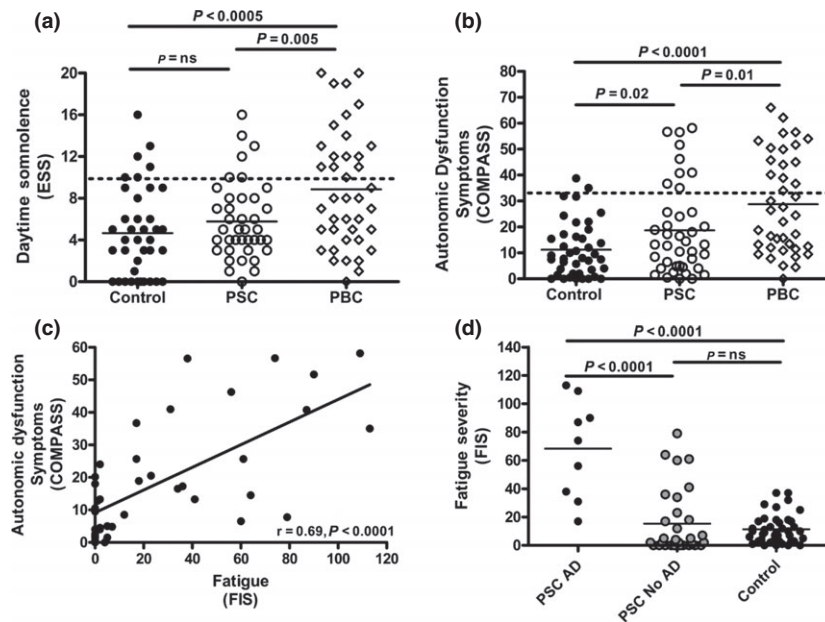 (a)
P < 0.0005
P = ns
P = 0.005
Daytime somnolence
(ESS)
20
16
12
8
4
0
Control PSC PBC
(b)
P < 0.0001
P = 0.02
P = 0.01
Autonomic Dysfunction
Symptoms
(COMPASS)
80
70
60
50
40
30
20
10
0
Control PSC PBC
(c)
Autonomic dysfunction
Symptoms
(COMPASS)
60
50
40
30
20
10
0
r = 0.69, P < 0.0001
0 20 40 60 80 100 120
Fatigue
(FIS)
(d)
P < 0.0001
P < 0.0001
P = ns
Fatigue severity
(FIS)
140
120
100
80
60
40
20
0
PSC AD
PSC No AD
Control